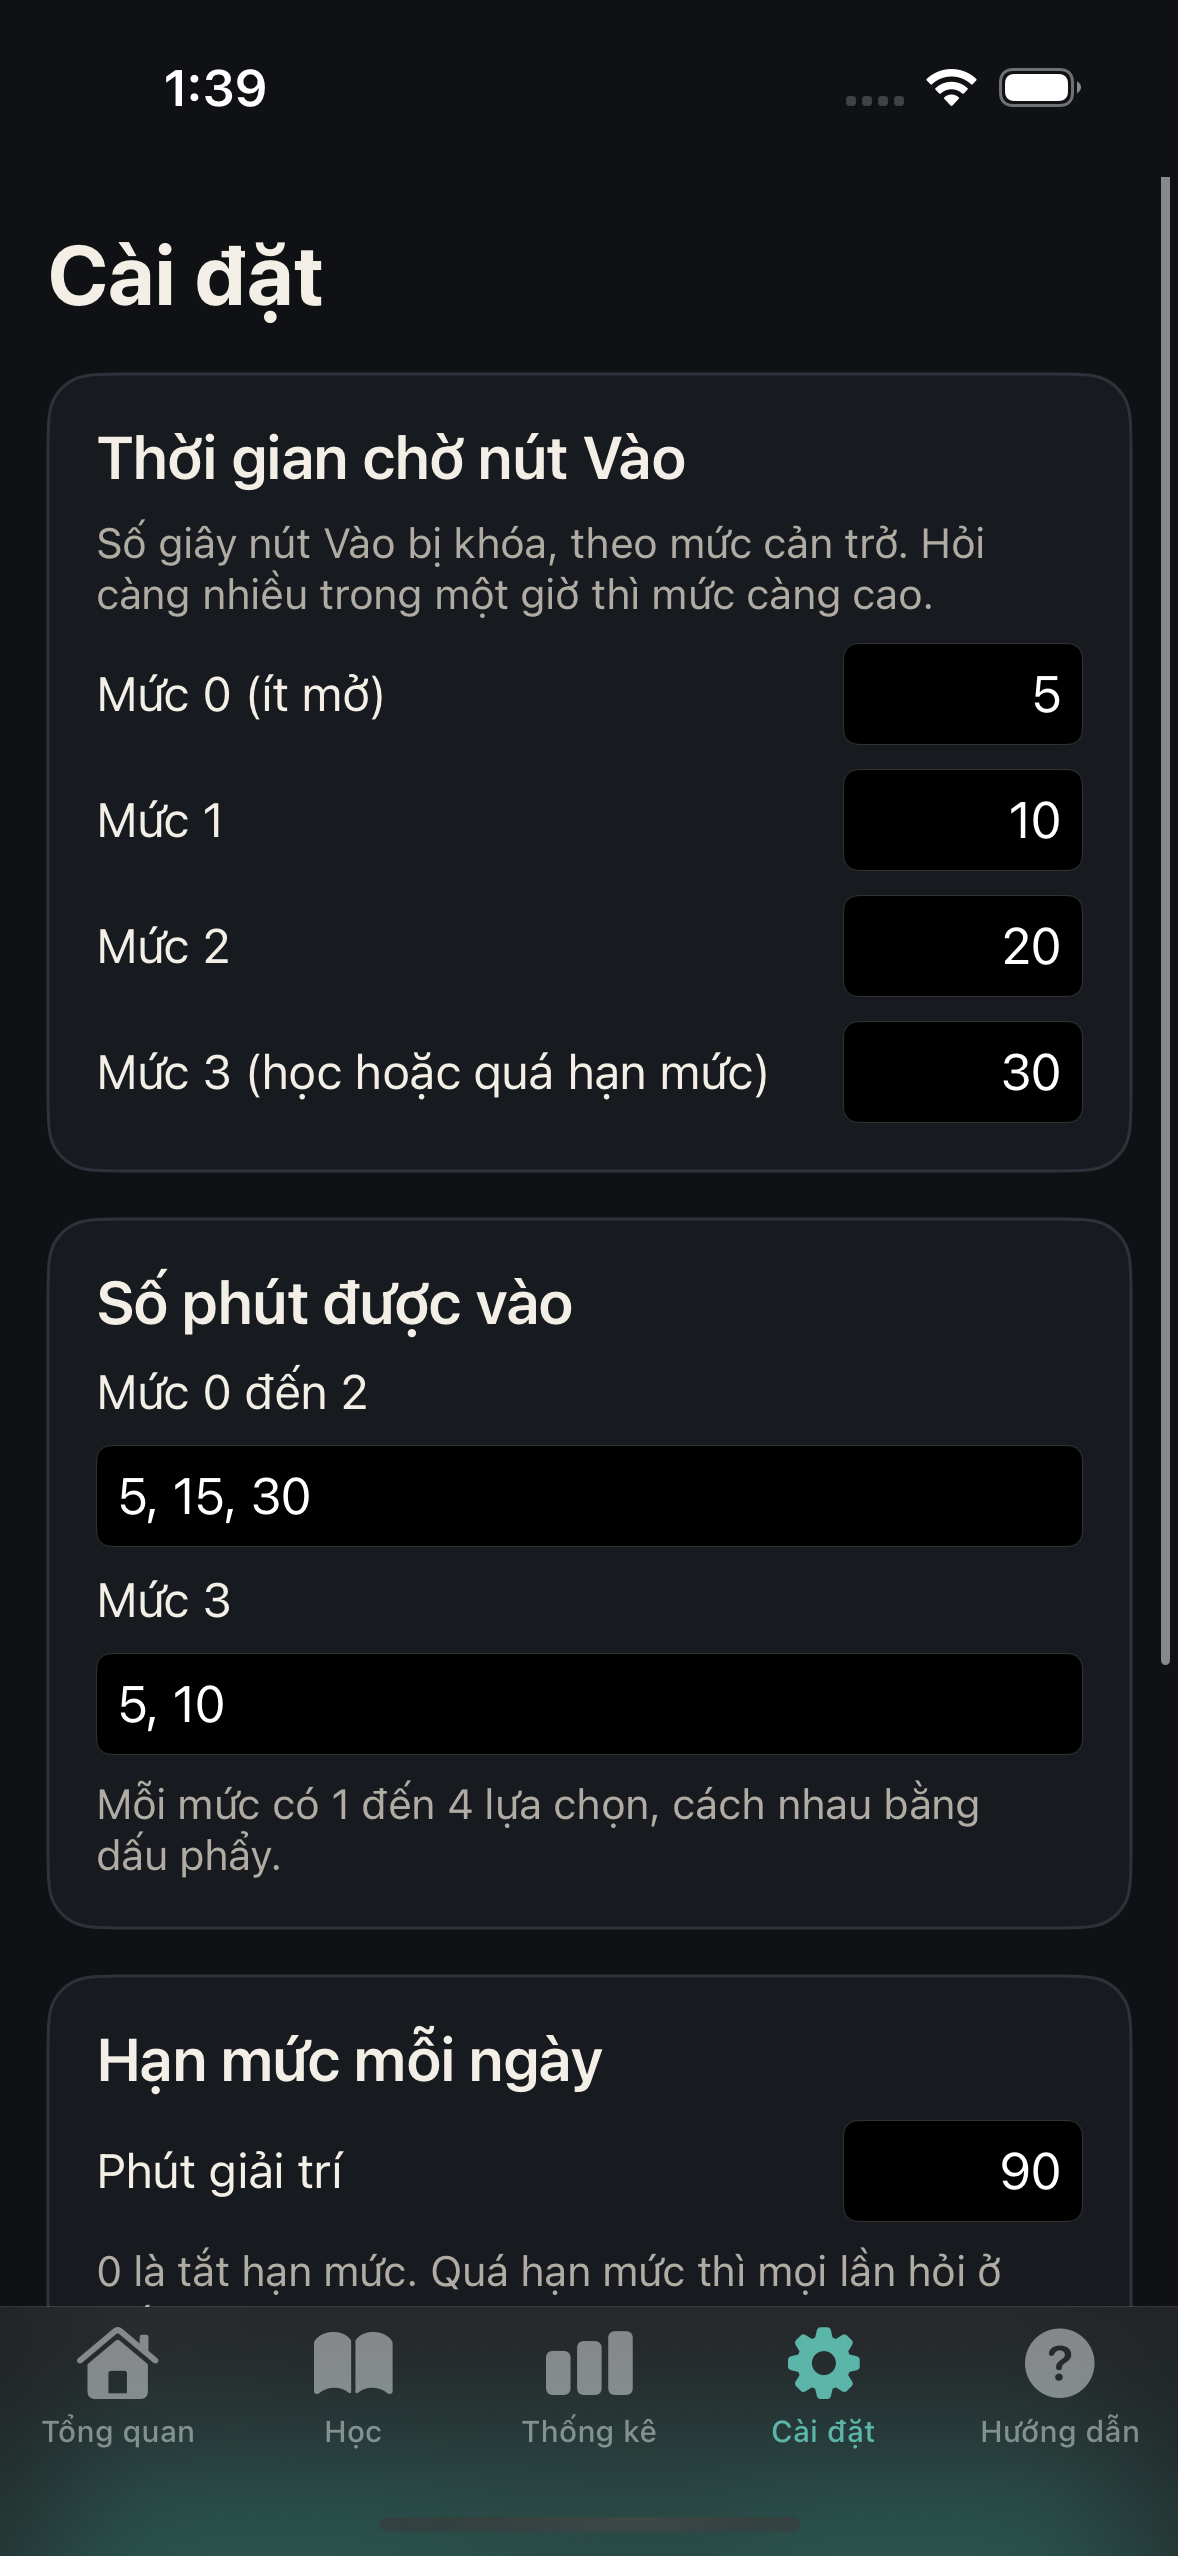 1:39
Cài đặt
Thời gian chờ nút Vào
Số giây nút Vào bị khóa, theo mức cản trở. Hỏi
càng nhiều trong một giờ thì mức càng cao.
Mức 0 (ít mở)
5
Mức 1
10
Mức 2
20
Mức 3 (học hoặc quá hạn mức)
30
Số phút được vào
Mức 0 đến 2
5, 15, 30
Mức 3
5, 10
Mỗi mức có 1 đến 4 lựa chọn, cách nhau bằng
dấu phẩy.
Hạn mức mỗi ngày
Phút giải trí
90
0 là tắt hạn mức. Quá hạn mức thì mọi lần hỏi ở
Tổng quan
Học
Thống kê
Cài đặt
Hướng dẫn